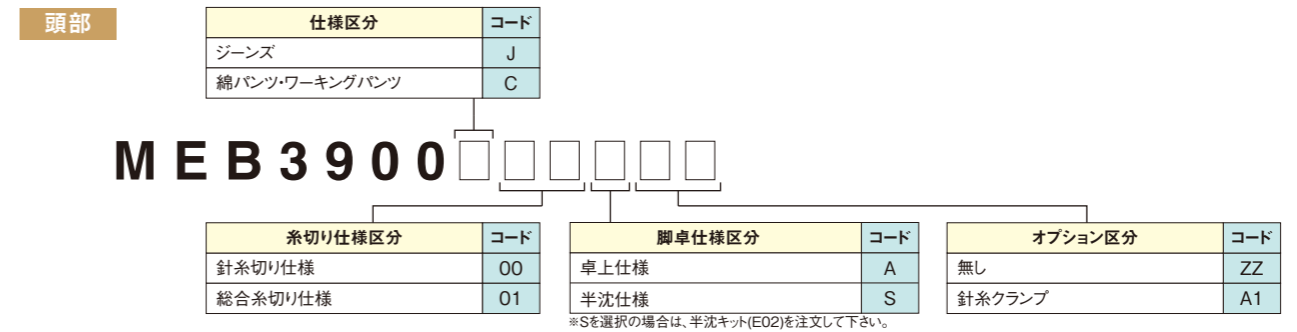 頭部
仕様区分 コード
ジーンズ J
綿パンツ・ワーキングパンツ C
MEB3900□□□□□□
糸切り仕様区分 コード
針糸切り仕様 00
総合糸切り仕様 01
脚卓仕様区分 コード
卓上仕様 A
半沈仕様 S
※Sを選択の場合は、半沈キット(E02)を注文して下さい。
オプション区分 コード
無し ZZ
針糸クランプ A1